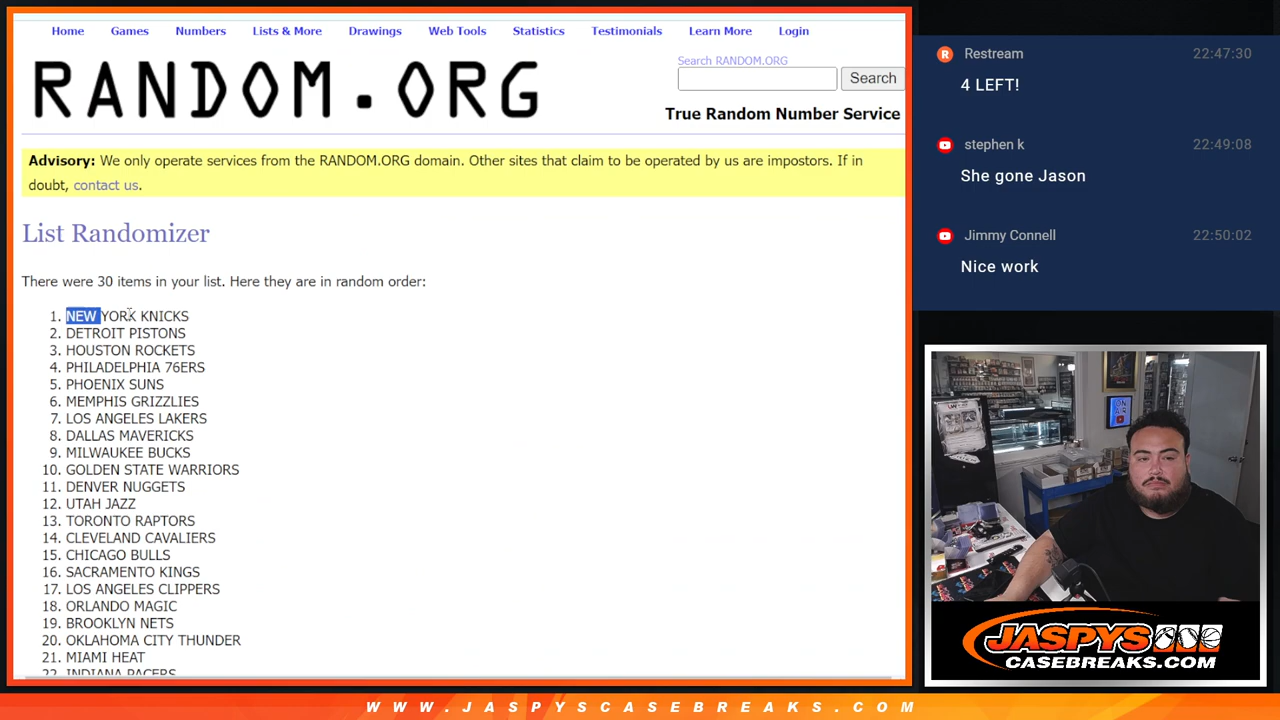 Home Games Numbers Lists & More Drawings Web Tools Statistics Testimonials Learn More Login
RANDOM.ORG
Search RANDOM.ORG
Search
True Random Number Service
Advisory: We only operate services from the RANDOM.ORG domain. Other sites that claim to be operated by us are impostors. If in
doubt, contact us.
List Randomizer
There were 30 items in your list. Here they are in random order:
1. NEW YORK KNICKS
2. DETROIT PISTONS
3. HOUSTON ROCKETS
4. PHILADELPHIA 76ERS
5. PHOENIX SUNS
6. MEMPHIS GRIZZLIES
7. LOS ANGELES LAKERS
8. DALLAS MAVERICKS
9. MILWAUKEE BUCKS
10. GOLDEN STATE WARRIORS
11. DENVER NUGGETS
12. UTAH JAZZ
13. TORONTO RAPTORS
14. CLEVELAND CAVALIERS
15. CHICAGO BULLS
16. SACRAMENTO KINGS
17. LOS ANGELES CLIPPERS
18. ORLANDO MAGIC
19. BROOKLYN NETS
20. OKLAHOMA CITY THUNDER
21. MIAMI HEAT
22. INDIANA PACERS
Restream 22:47:30
4 LEFT!
stephen k 22:49:08
She gone Jason
Jimmy Connell 22:50:02
Nice work
ON AIR
JASPYS
CASEBREAKS.COM
WWW.JASPYSCASEBREAKS.COM